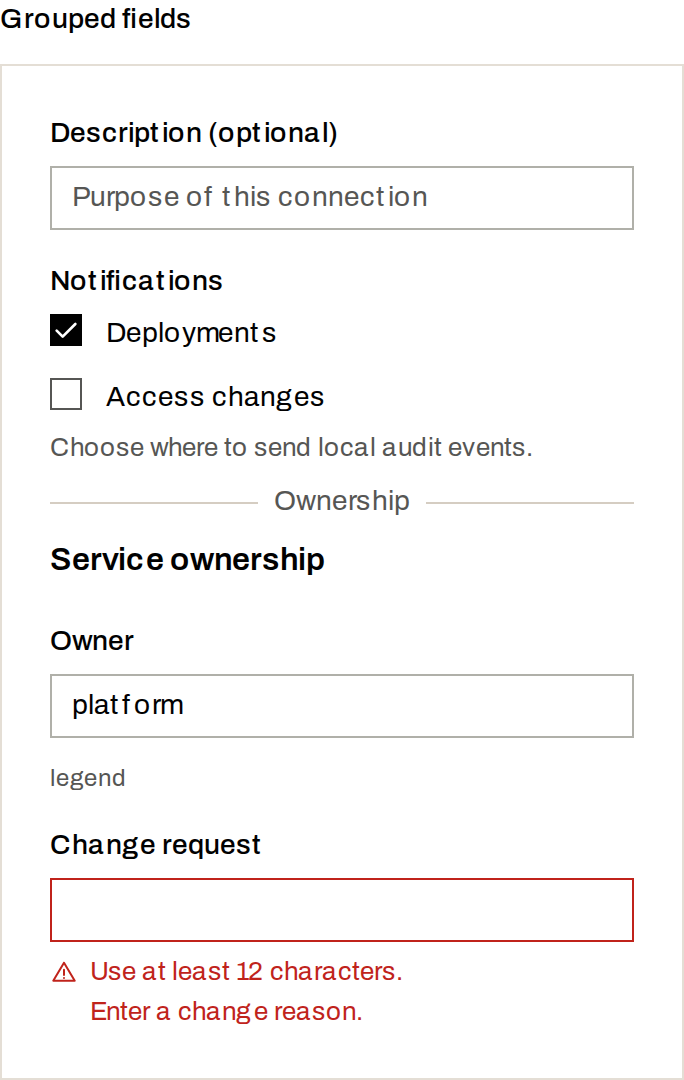 Grouped fields
Description (optional)
Purpose of this connection
Notifications
Deployments
Access changes
Choose where to send local audit events.
Ownership
Service ownership
Owner
platform
legend
Change request
Use at least 12 characters.
Enter a change reason.